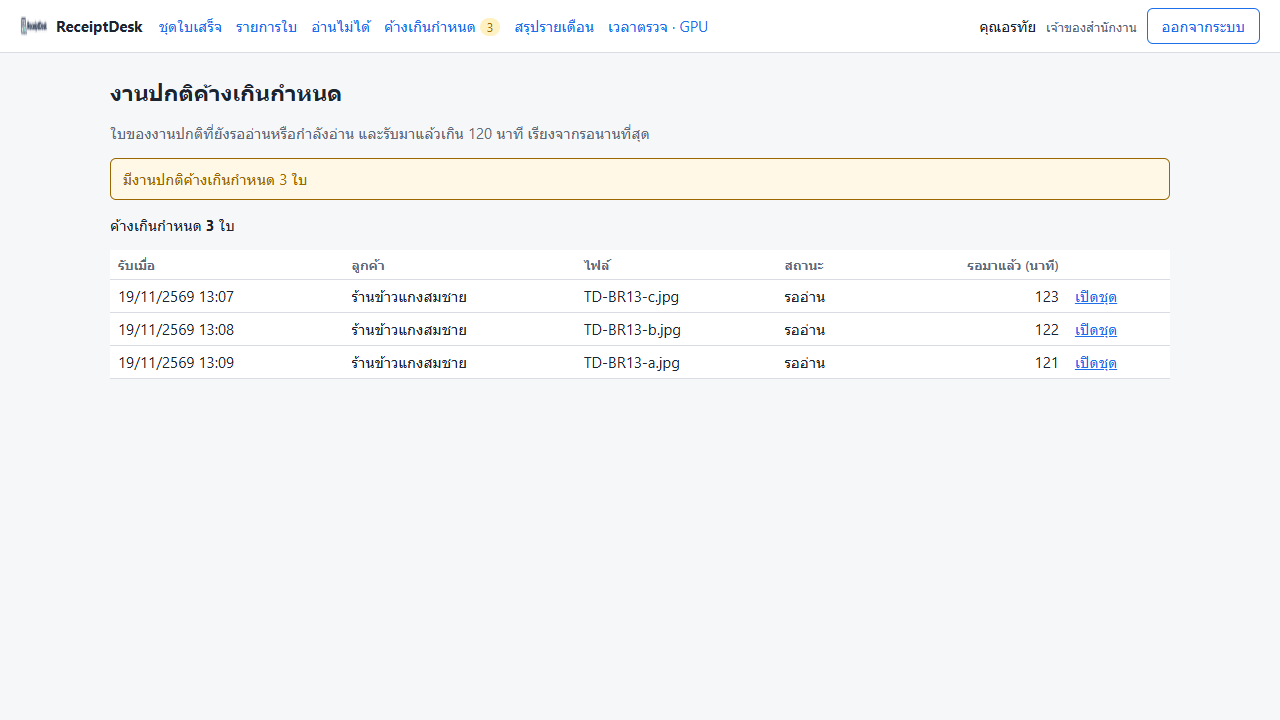 ReceiptDesk ชุดใบเสร็จ รายการใบ อ่านไม่ได้ ค้างเกินกำหนด 3 สรุปรายเดือน เวลาตรวจ · GPU คุณอรทัย เจ้าของสำนักงาน ออกจากระบบ
งานปกติค้างเกินกำหนด
ใบของงานปกติที่ยังรออ่านหรือกำลังอ่าน และรับมาแล้วเกิน 120 นาที เรียงจากรอนานที่สุด
มีงานปกติค้างเกินกำหนด 3 ใบ
ค้างเกินกำหนด 3 ใบ
รับเมื่อ ลูกค้า ไฟล์ สถานะ รอมาแล้ว (นาที)
19/11/2569 13:07 ร้านข้าวแกงสมชาย TD-BR13-c.jpg รออ่าน 123 เปิดชุด
19/11/2569 13:08 ร้านข้าวแกงสมชาย TD-BR13-b.jpg รออ่าน 122 เปิดชุด
19/11/2569 13:09 ร้านข้าวแกงสมชาย TD-BR13-a.jpg รออ่าน 121 เปิดชุด